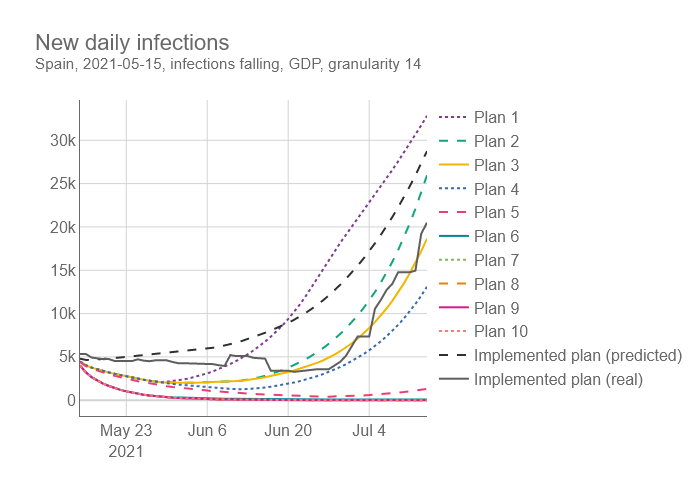 New daily infections
Spain, 2021-05-15, infections falling, GDP, granularity 14
30k
25k
20k
15k
10k
5k
0
May 23
2021
Jun 6
Jun 20
Jul 4
Plan 1
Plan 2
Plan 3
Plan 4
Plan 5
Plan 6
Plan 7
Plan 8
Plan 9
Plan 10
Implemented plan (predicted)
Implemented plan (real)